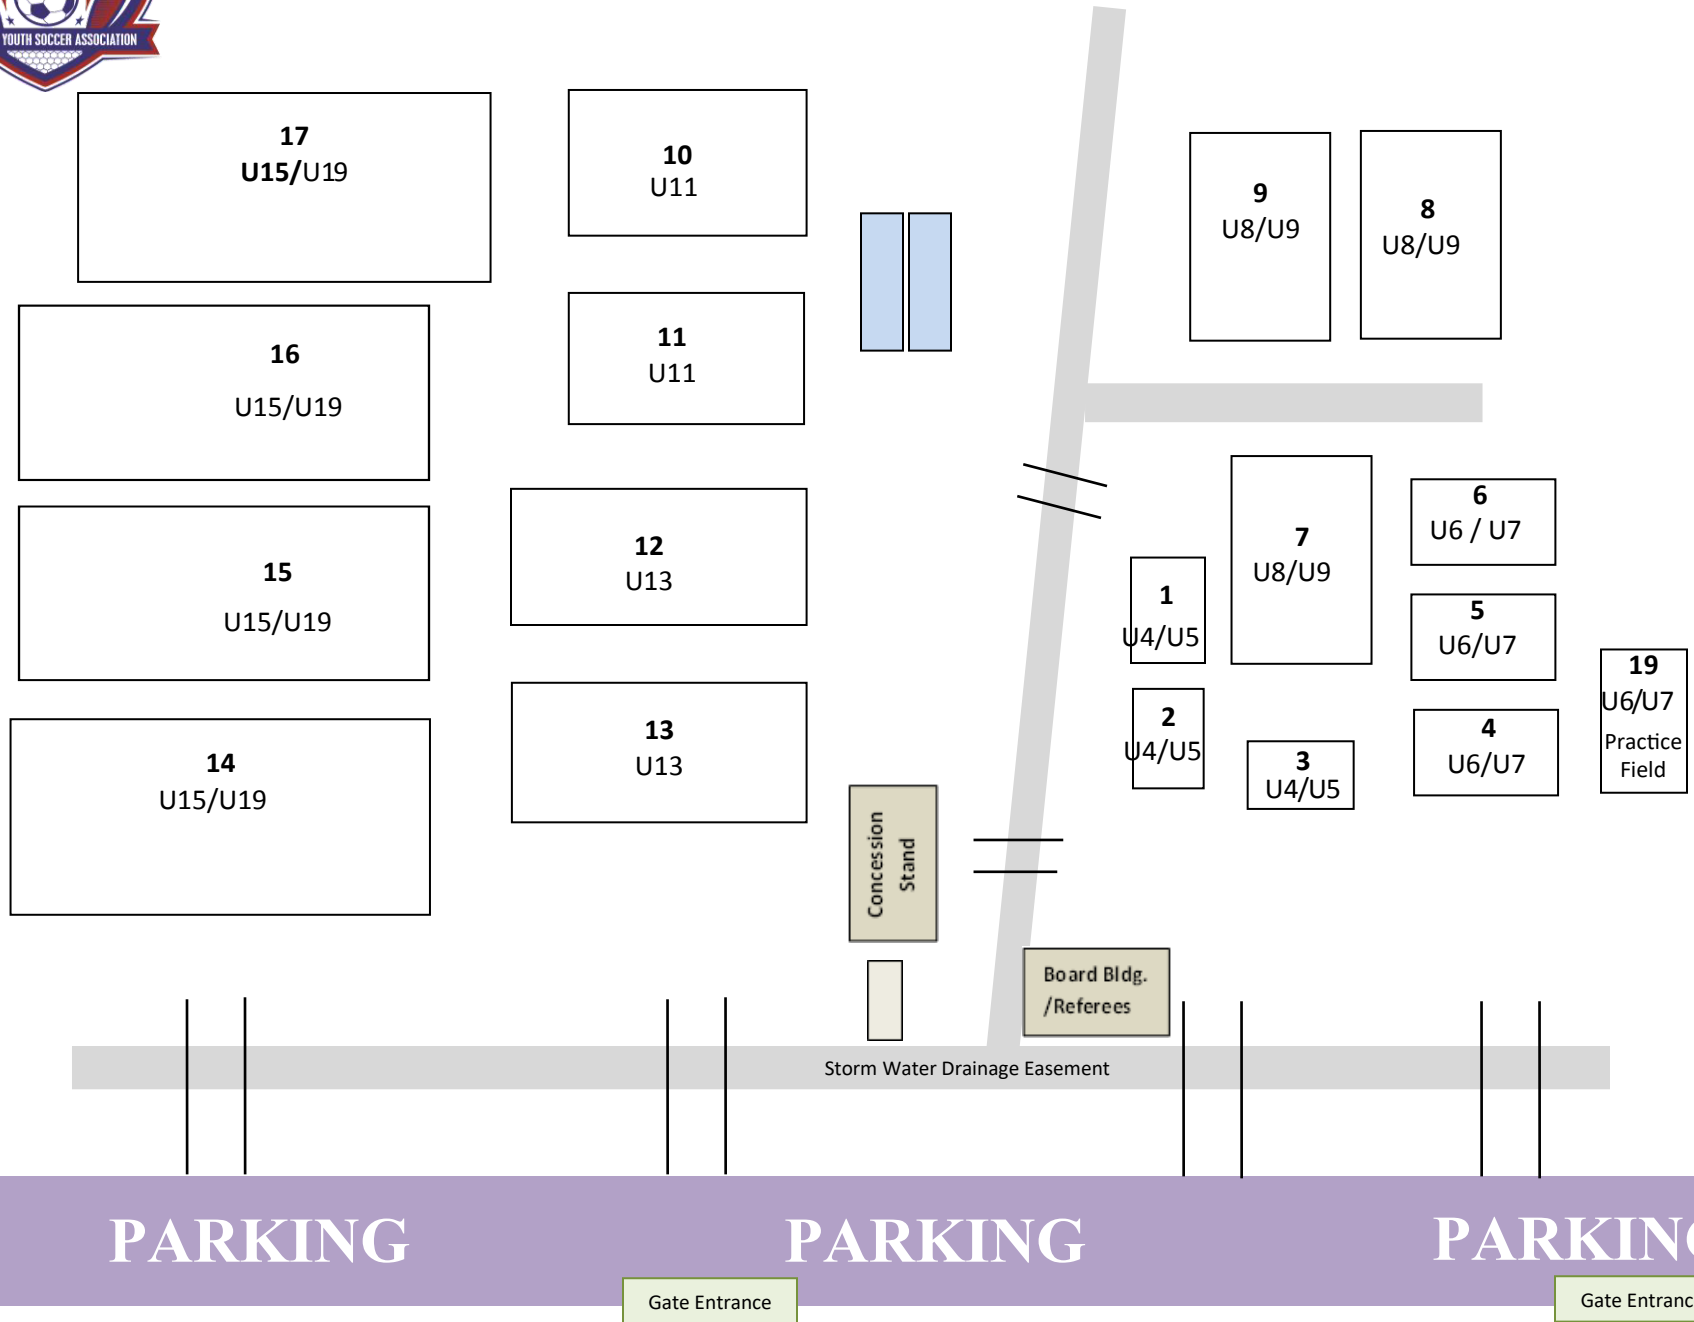 YOUTH SOCCER ASSOCIATION
17
U15/U19
10
U11
9
U8/U9
8
U8/U9
16
U15/U19
11
U11
15
U15/U19
12
U13
7
U8/U9
6
U6 / U7
1
U4/U5
5
U6/U7
19
U6/U7
Practice
Field
14
U15/U19
13
U13
2
U4/U5
3
U4/U5
4
U6/U7
Concession
Stand
Board Bldg.
/Referees
Storm Water Drainage Easement
PARKING
PARKING
PARKING
Gate Entrance
Gate Entranc